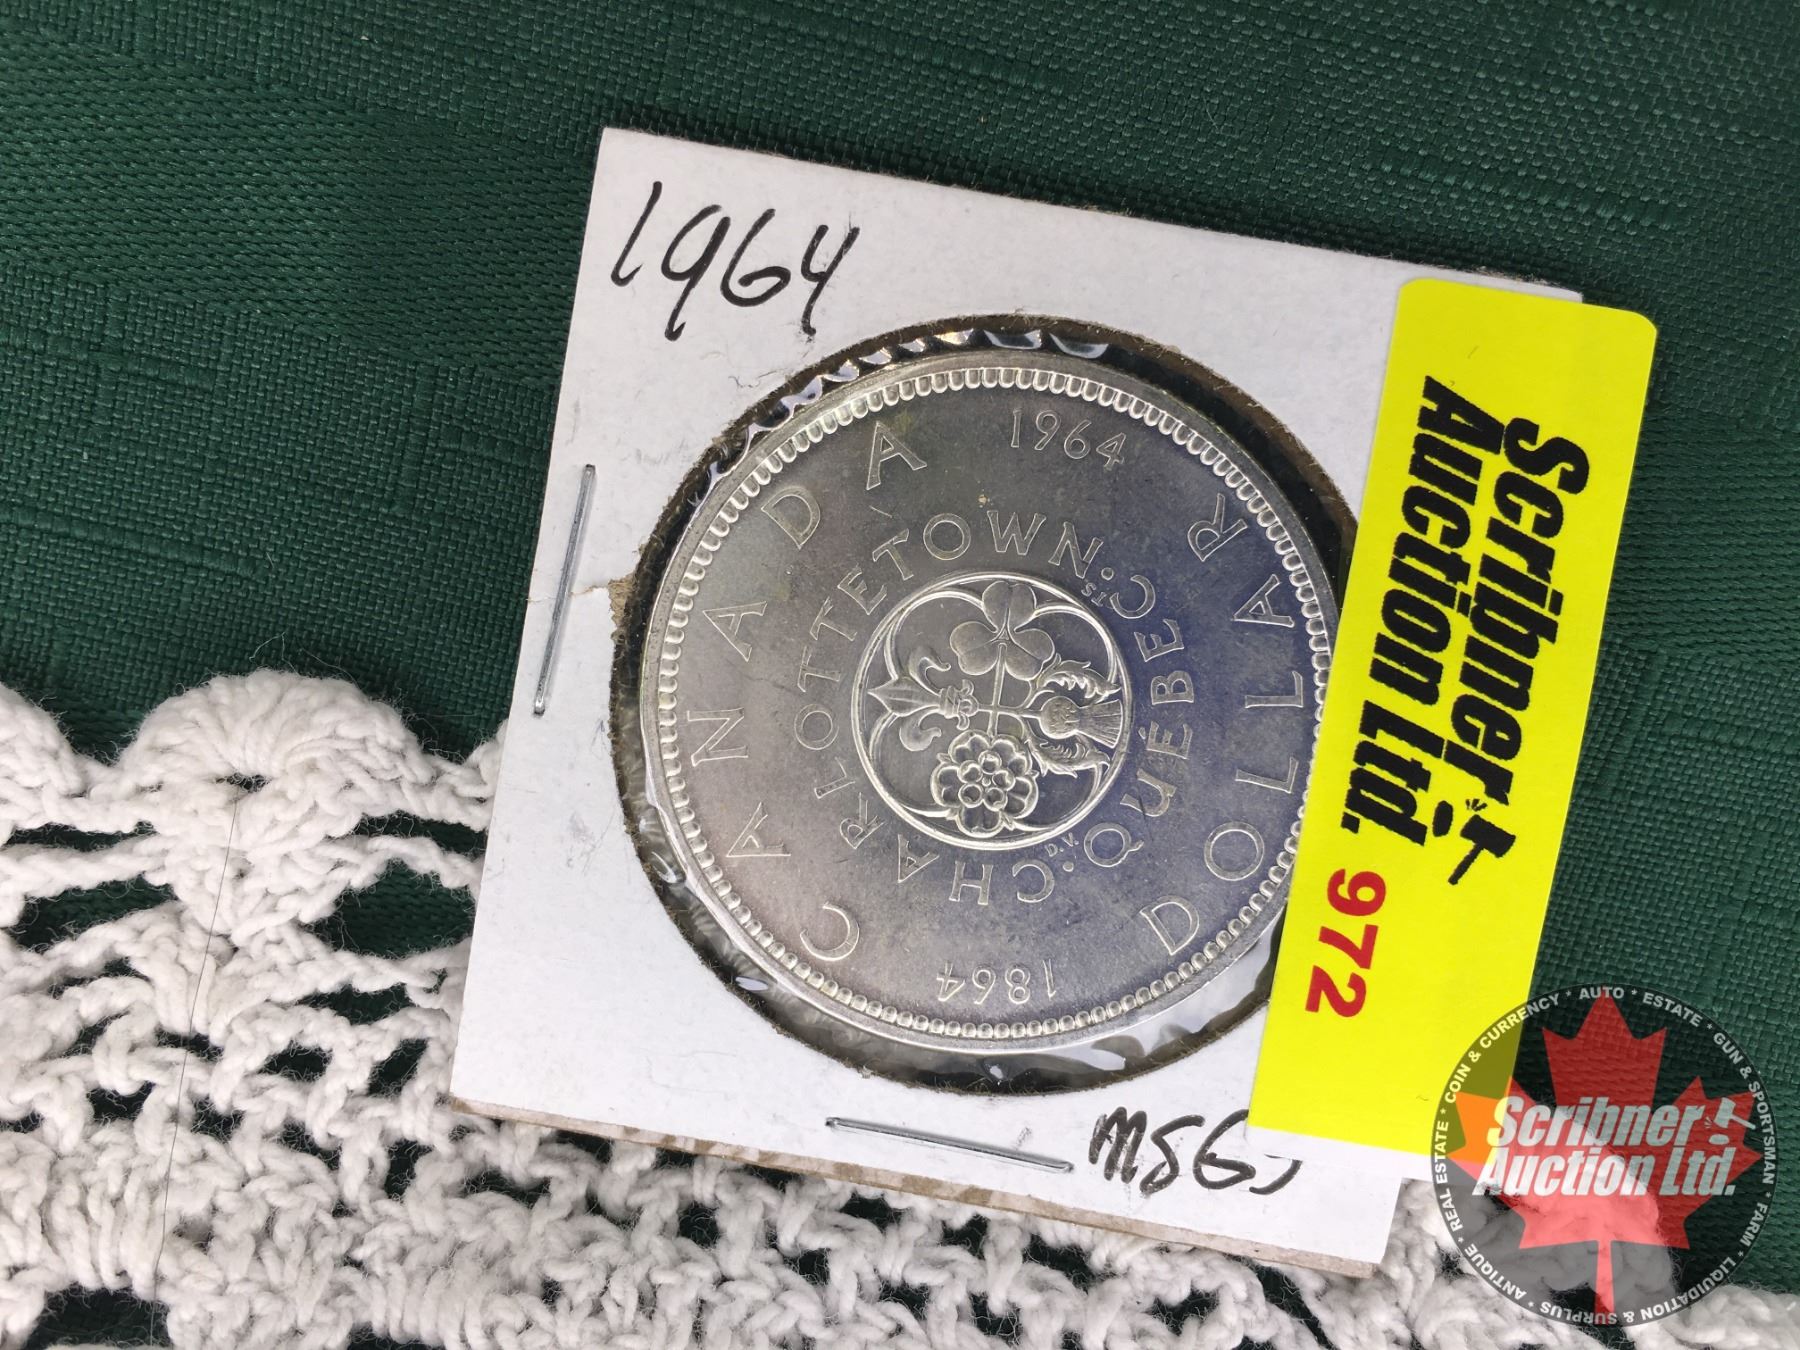 1964
CANADA
1964
DOLLAR
1864
CHARLOTTETOWN
SI
QUÉBEC
D.V.
Scribner
Auction Ltd.
972
REAL ESTATE * COIN & CURRENCY * AUTO * ESTATE * GUN & SPORTSMAN * FARM * LIQUIDATION & SURPLUS * ANTIQUE *
Scribner
Auction Ltd.